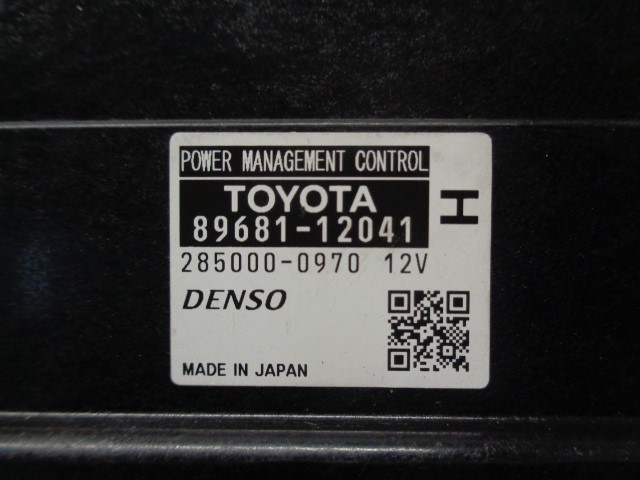 POWER MANAGEMENT CONTROL
TOYOTA
89681-12041
H
285000-0970 12V
DENSO
MADE IN JAPAN